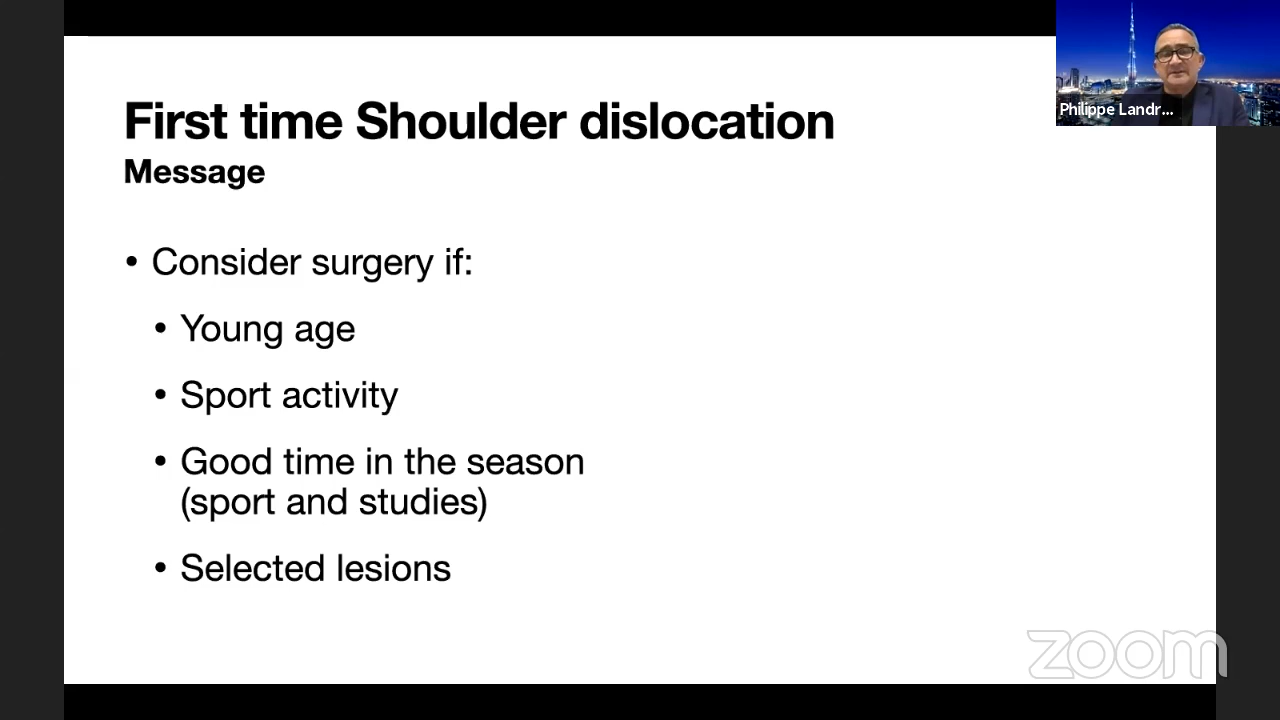 First time Shoulder dislocation
Message
• Consider surgery if:
• Young age
• Sport activity
• Good time in the season
(sport and studies)
• Selected lesions
Philippe Landr...
zoom